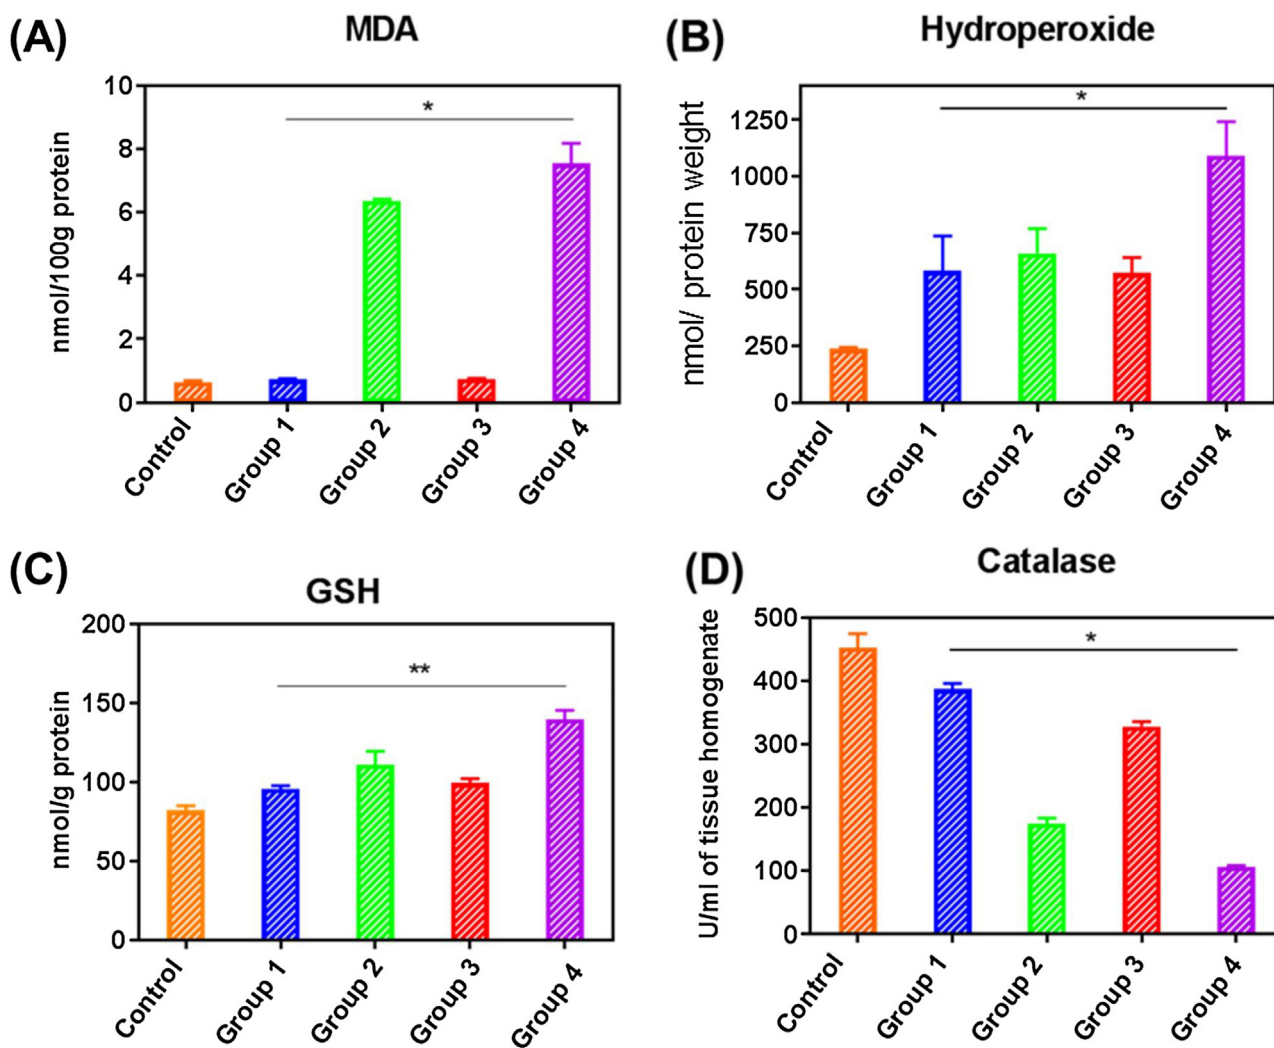 (A)
MDA
nmol/100g protein
10
8
6
4
2
0
*
Control
Group 1
Group 2
Group 3
Group 4
(B)
Hydroperoxide
nmol/ protein weight
1250
1000
750
500
250
0
*
Control
Group 1
Group 2
Group 3
Group 4
(C)
GSH
nmol/g protein
200
150
100
50
0
**
Control
Group 1
Group 2
Group 3
Group 4
(D)
Catalase
U/ml of tissue homogenate
500
400
300
200
100
0
*
Control
Group 1
Group 2
Group 3
Group 4